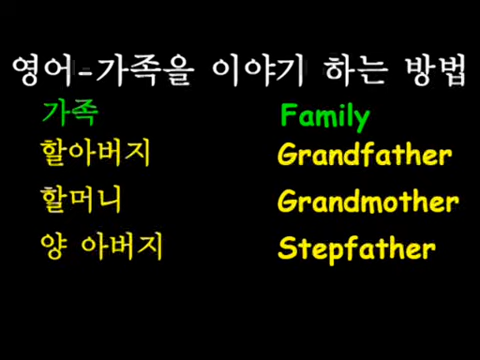 영어-가족을 이야기 하는 방법
가족 Family
할아버지 Grandfather
할머니 Grandmother
양 아버지 Stepfather